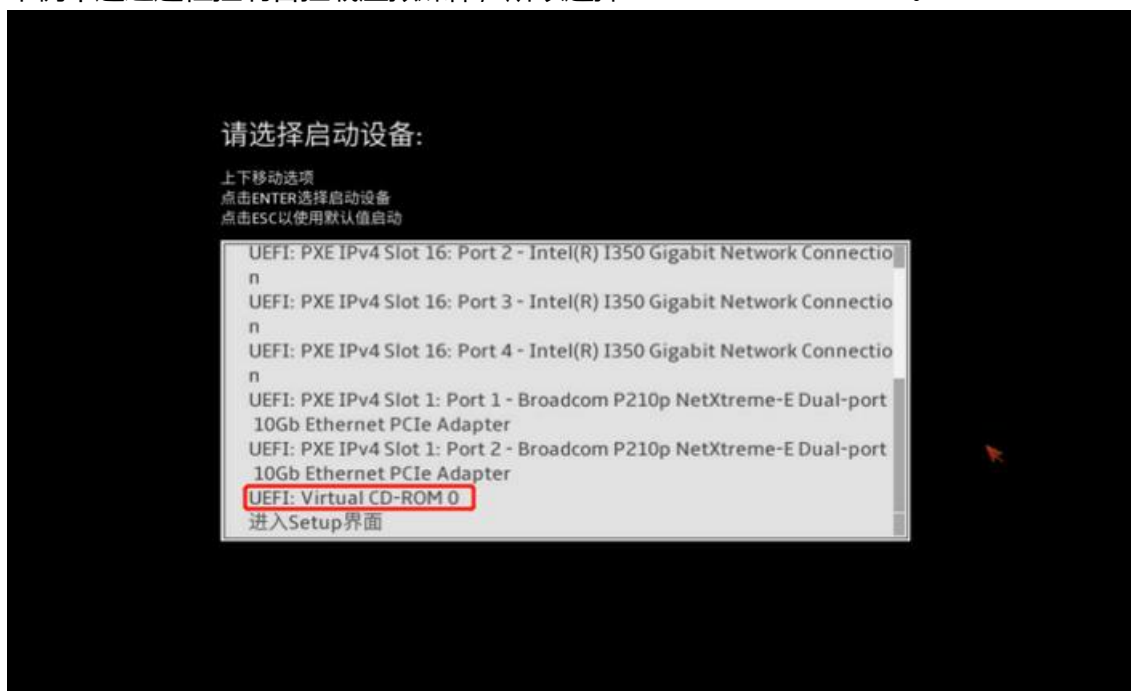 请选择启动设备:
上下移动选项
点击ENTER选择启动设备
点击ESC以使用默认值启动
UEFI: PXE IPv4 Slot 16: Port 2 - Intel(R) I350 Gigabit Network Connectio
n
UEFI: PXE IPv4 Slot 16: Port 3 - Intel(R) I350 Gigabit Network Connectio
n
UEFI: PXE IPv4 Slot 16: Port 4 - Intel(R) I350 Gigabit Network Connectio
n
UEFI: PXE IPv4 Slot 1: Port 1 - Broadcom P210p NetXtreme-E Dual-port
10Gb Ethernet PCIe Adapter
UEFI: PXE IPv4 Slot 1: Port 2 - Broadcom P210p NetXtreme-E Dual-port
10Gb Ethernet PCIe Adapter
UEFI: Virtual CD-ROM 0
进入Setup界面